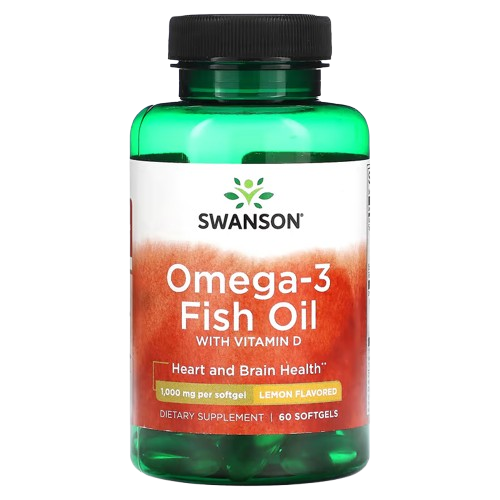 SWANSON®
Omega-3
Fish Oil
WITH VITAMIN D
Heart and Brain Health**
1,000 mg per softgel LEMON FLAVORED
DIETARY SUPPLEMENT | 60 SOFTGELS